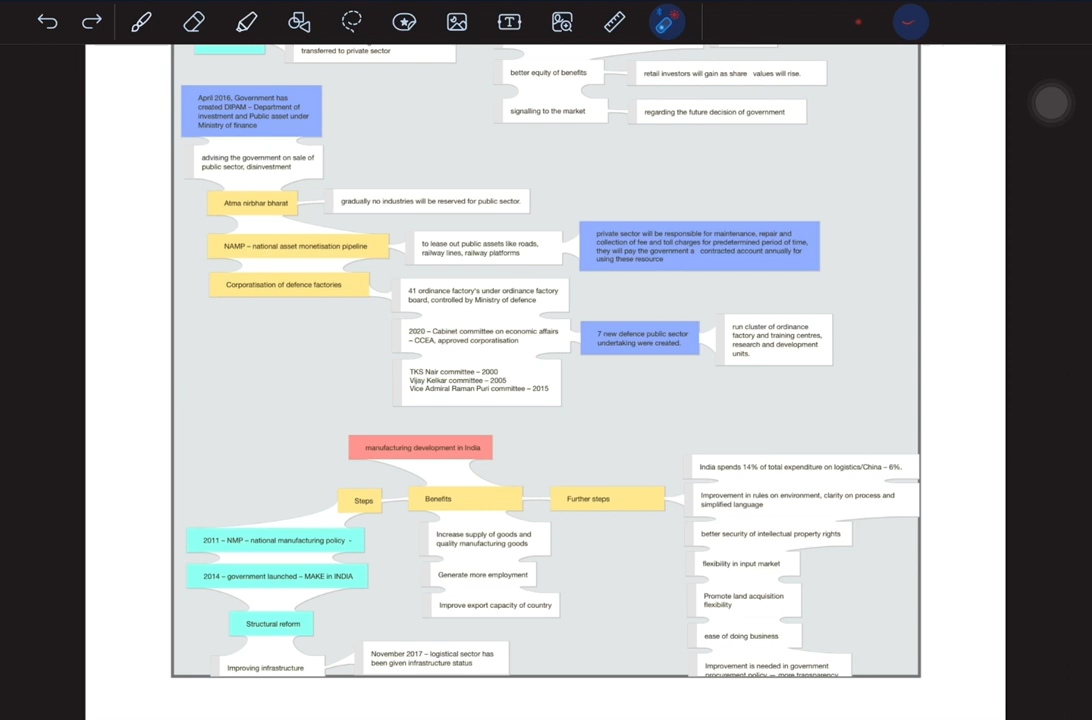 transferred to private sector
better equity of benefits
retail investors will gain as share values will rise.
signalling to the market
regarding the future decision of government
April 2016, Government has
created DIPAM – Department of
investment and Public asset under
Ministry of finance
advising the government on sale of
public sector, disinvestment
Atma nirbhar bharat
gradually no industries will be reserved for public sector.
NAMP – national asset monetisation pipeline
to lease out public assets like roads,
railway lines, railway platforms
private sector will be responsible for maintenance, repair and
collection of fee and toll charges for predetermined period of time,
they will pay the government a contracted account annually for
using these resource
Corporatisation of defence factories
41 ordinance factory's under ordinance factory
board, controlled by Ministry of defence
2020 – Cabinet committee on economic affairs
– CCEA, approved corporatisation
7 new defence public sector
undertaking were created.
run cluster of ordinance
factory and training centres,
research and development
units.
TKS Nair committee – 2000
Vijay Kelkar committee – 2005
Vice Admiral Raman Puri committee – 2015
manufacturing development in India
Steps
Benefits
Further steps
2011 – NMP – national manufacturing policy -
2014 – government launched – MAKE in INDIA
Structural reform
Improving infrastructure
November 2017 – logistical sector has
been given infrastructure status
Increase supply of goods and
quality manufacturing goods
Generate more employment
Improve export capacity of country
India spends 14% of total expenditure on logistics/China – 6%.
Improvement in rules on environment, clarity on process and
simplified language
better security of intellectual property rights
flexibility in input market
Promote land acquisition
flexibility
ease of doing business
Improvement is needed in government
procurement policy — more transparency